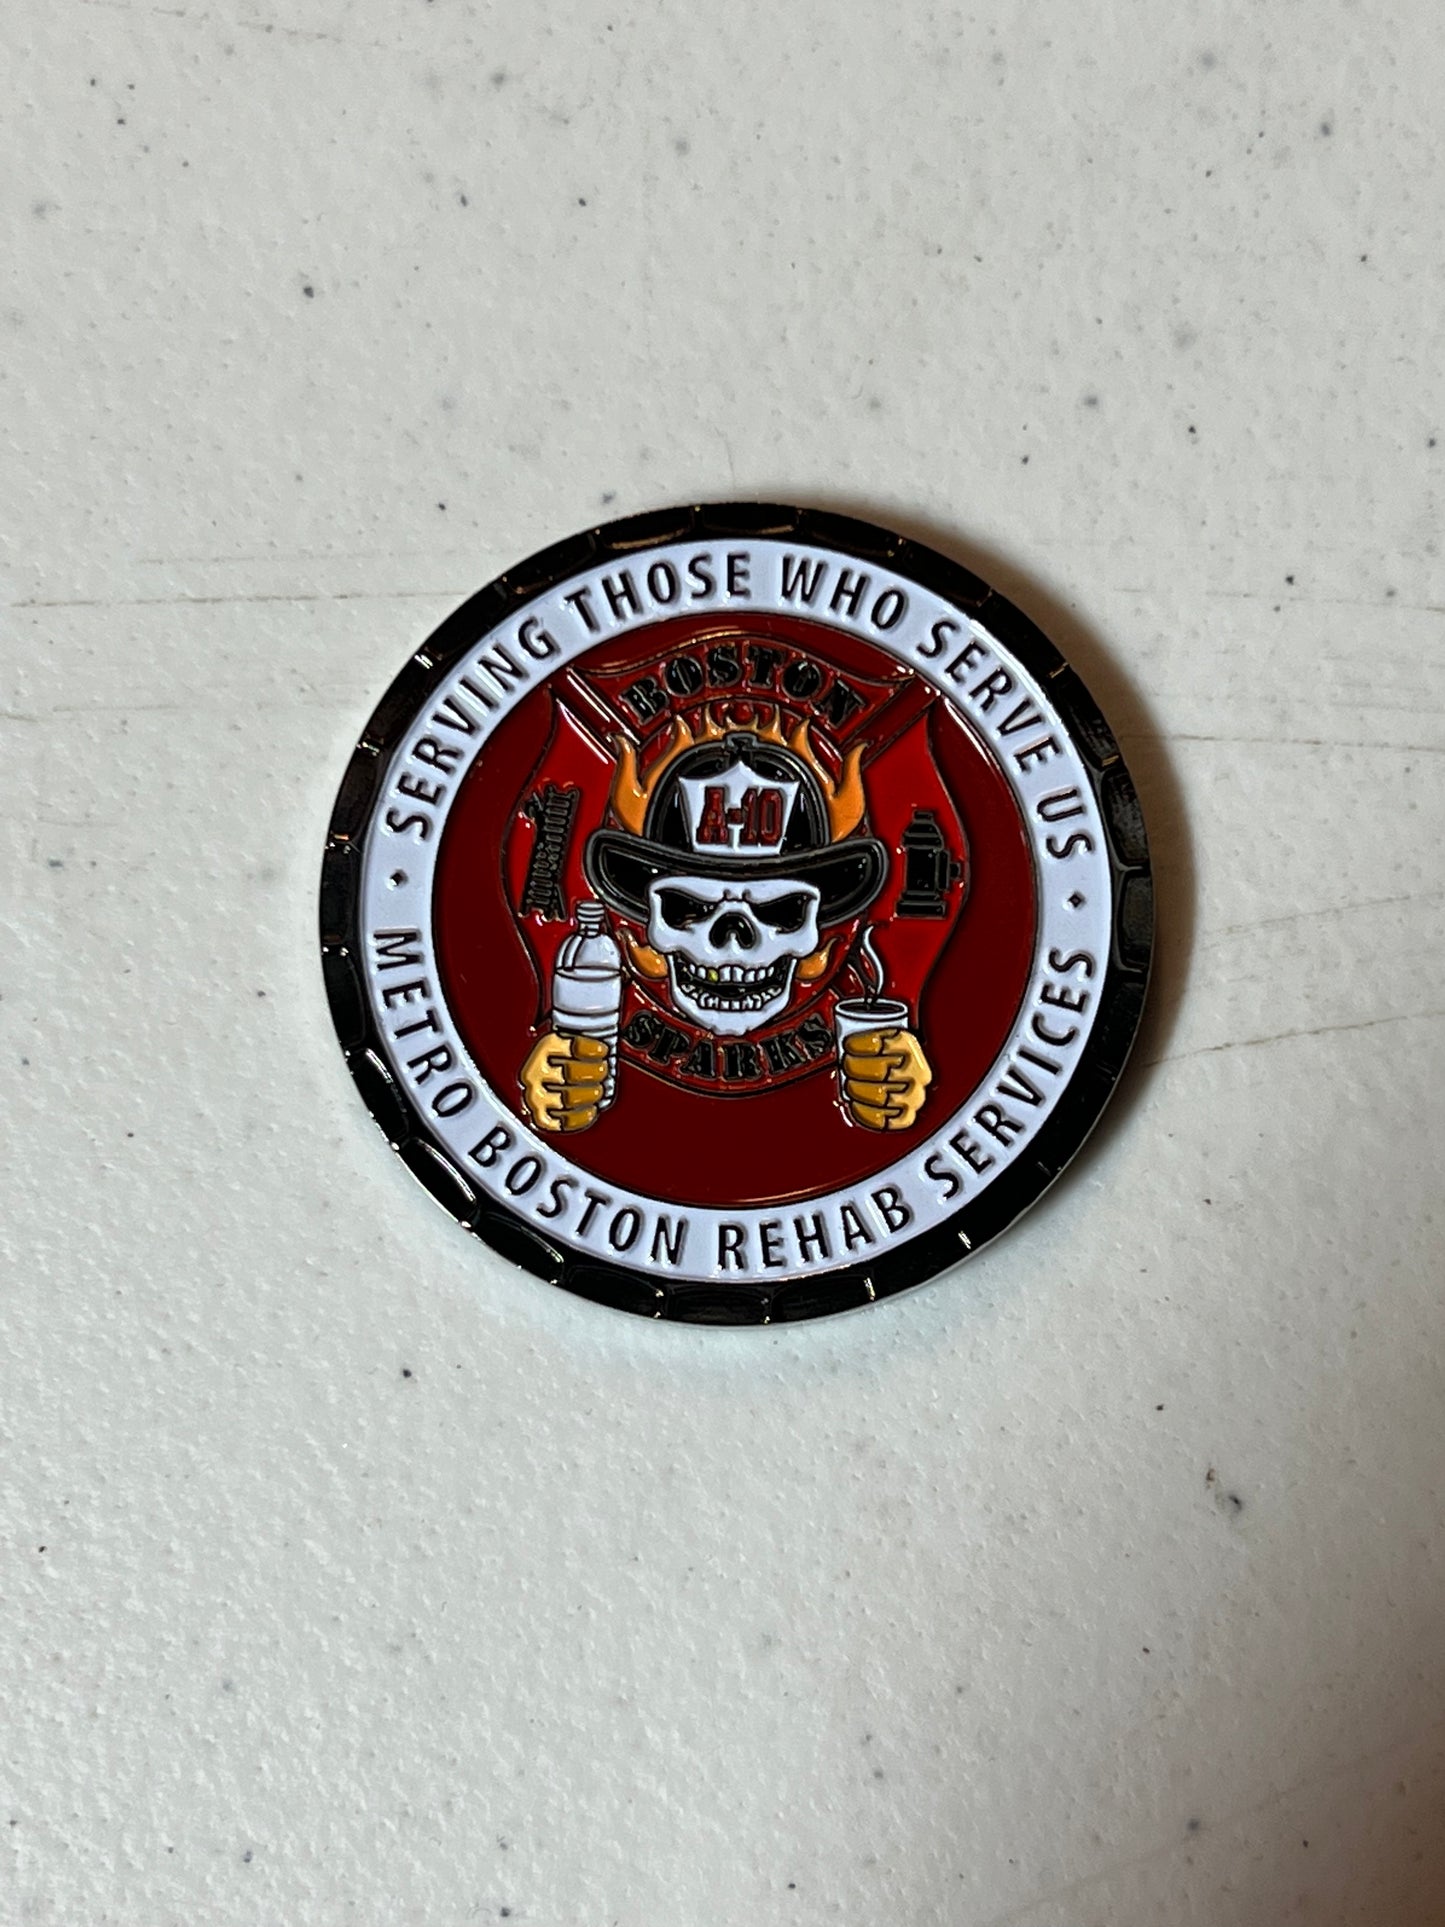 SERVING THOSE WHO SERVE US
BOSTON
A-10
SPARKS
METRO BOSTON REHAB SERVICES